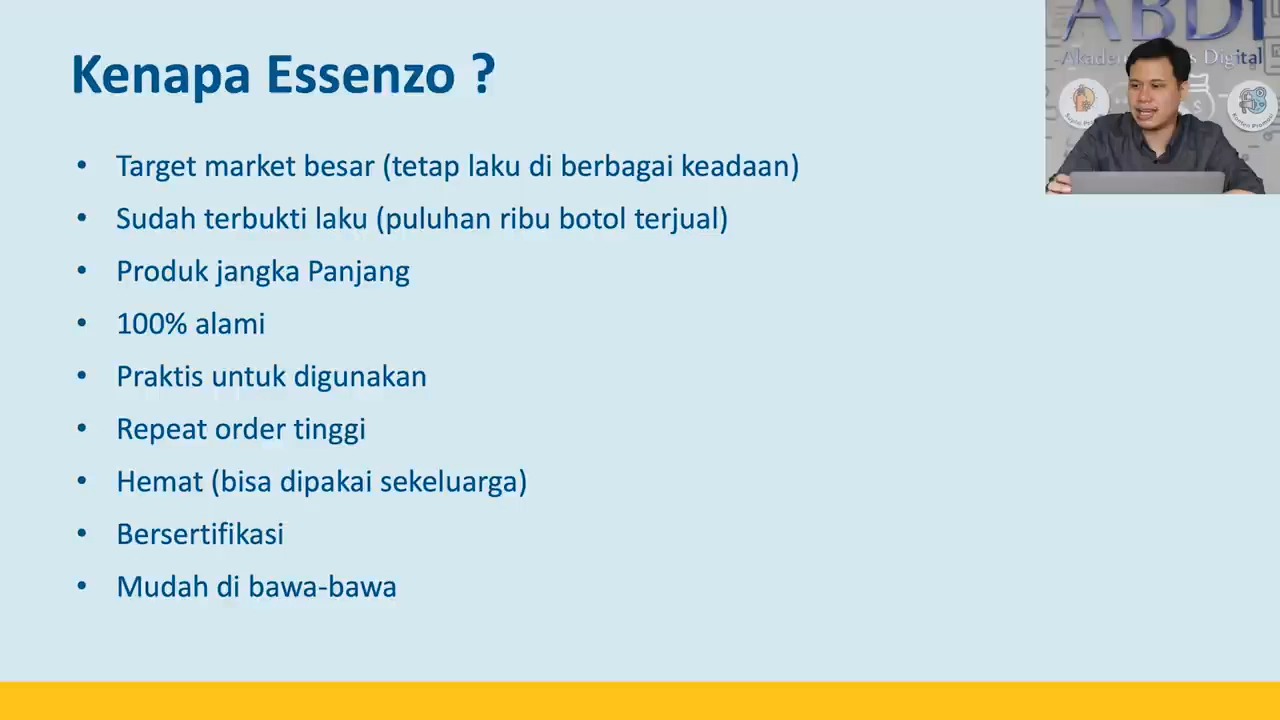 Kenapa Essenzo ?
• Target market besar (tetap laku di berbagai keadaan)
• Sudah terbukti laku (puluhan ribu botol terjual)
• Produk jangka Panjang
• 100% alami
• Praktis untuk digunakan
• Repeat order tinggi
• Hemat (bisa dipakai sekeluarga)
• Bersertifikasi
• Mudah di bawa-bawa
ABDi
Digital
Konten Promosi